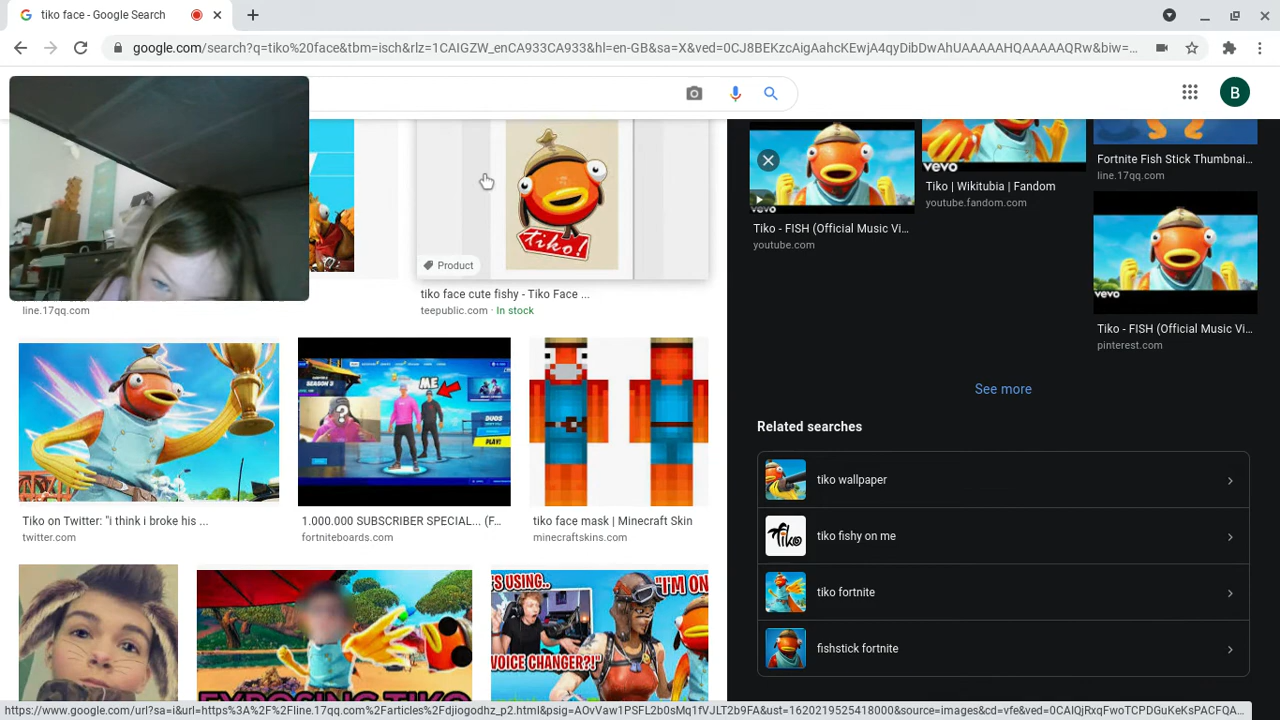 tiko face - Google Search
google.com/search?q=tiko%20face&tbm=isch&rlz=1CAIGZW_enCA933CA933&hl=en-GB&sa=X&ved=0CJ8BEKzcAigAahcKEwjA4qyDibDwAhUAAAAAHQAAAAAQRw&biw=...
B
tiko!
Product
tiko face cute fishy - Tiko Face ...
teepublic.com · In stock
line.17qq.com
vevo
Tiko - FISH (Official Music Vi...
youtube.com
vevo
Tiko | Wikitubia | Fandom
youtube.fandom.com
Fortnite Fish Stick Thumbnai...
line.17qq.com
vevo
Tiko - FISH (Official Music Vi...
pinterest.com
See more
Related searches
tiko wallpaper
Tiko
tiko fishy on me
tiko fortnite
fishstick fortnite
ME
?
DUOS
PLAY!
Tiko on Twitter: "i think i broke his ...
twitter.com
1.000.000 SUBSCRIBER SPECIAL... (F...
fortniteboards.com
tiko face mask | Minecraft Skin
minecraftskins.com
EXPOSING TIKO
'S USING..
"I'M ON
VOICE CHANGER?!"
https://www.google.com/url?sa=i&url=https%3A%2F%2Fline.17qq.com%2Farticles%2Fdjiogodhz_p2.html&psig=AOvVaw1PSFL2b0sMq1fVJLT2b9FA&ust=1620219525418000&source=images&cd=vfe&ved=0CAIQjRxqFwoTCPDGuKeKsPACFQA...